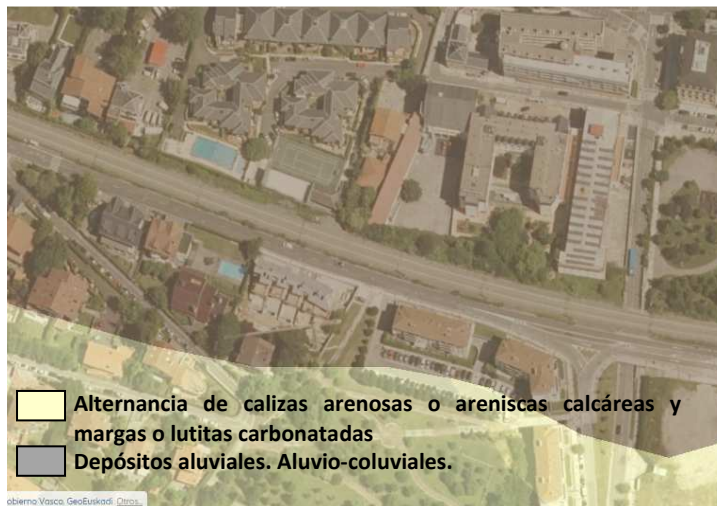 Alternancia de calizas arenosas o areniscas calcáreas y
margas o lutitas carbonatadas
Depósitos aluviales. Aluvio-coluviales.
obierno Vasco. GeoEuskadi Otros...